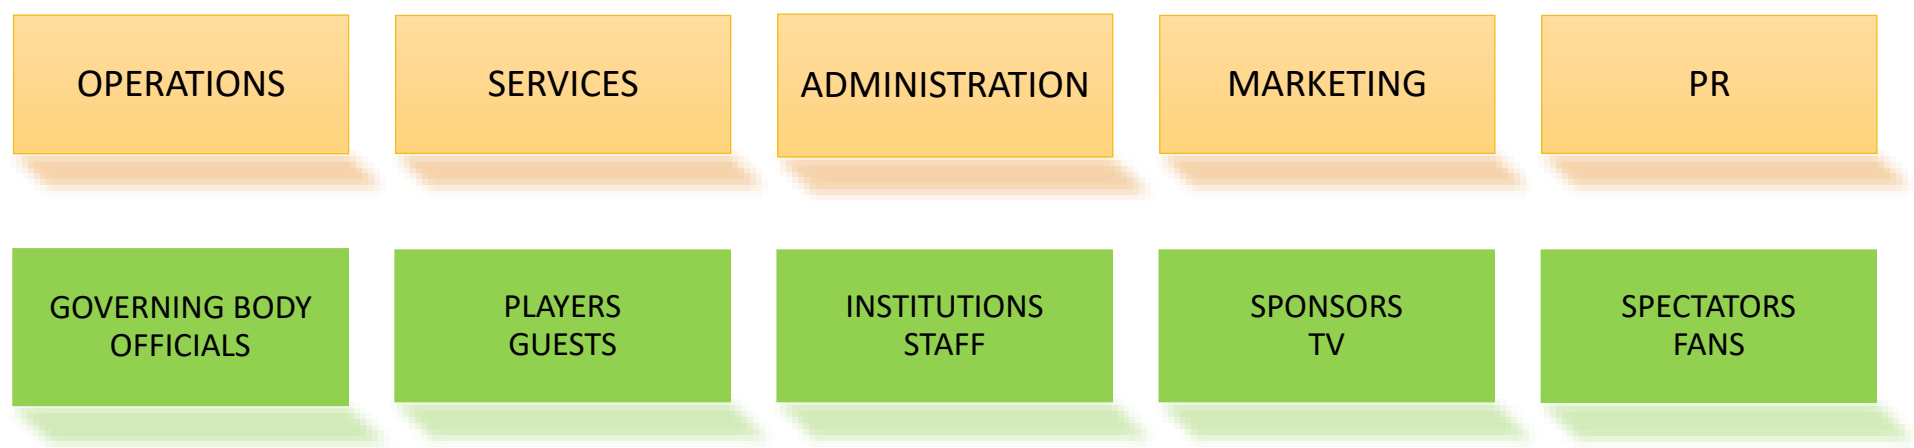 OPERATIONS
SERVICES
ADMINISTRATION
MARKETING
PR
GOVERNING BODY
OFFICIALS
PLAYERS
GUESTS
INSTITUTIONS
STAFF
SPONSORS
TV
SPECTATORS
FANS